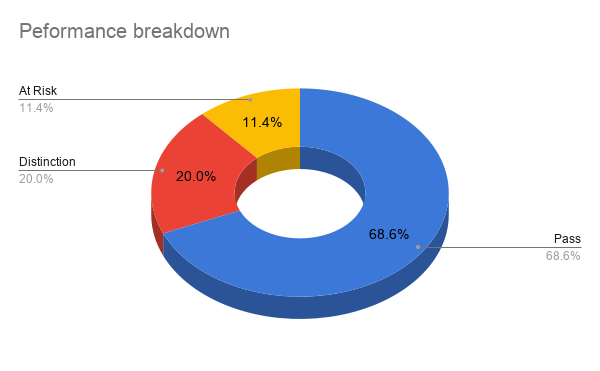 Peformance breakdown
At Risk
11.4%
11.4%
Distinction
20.0%
20.0%
68.6%
Pass
68.6%